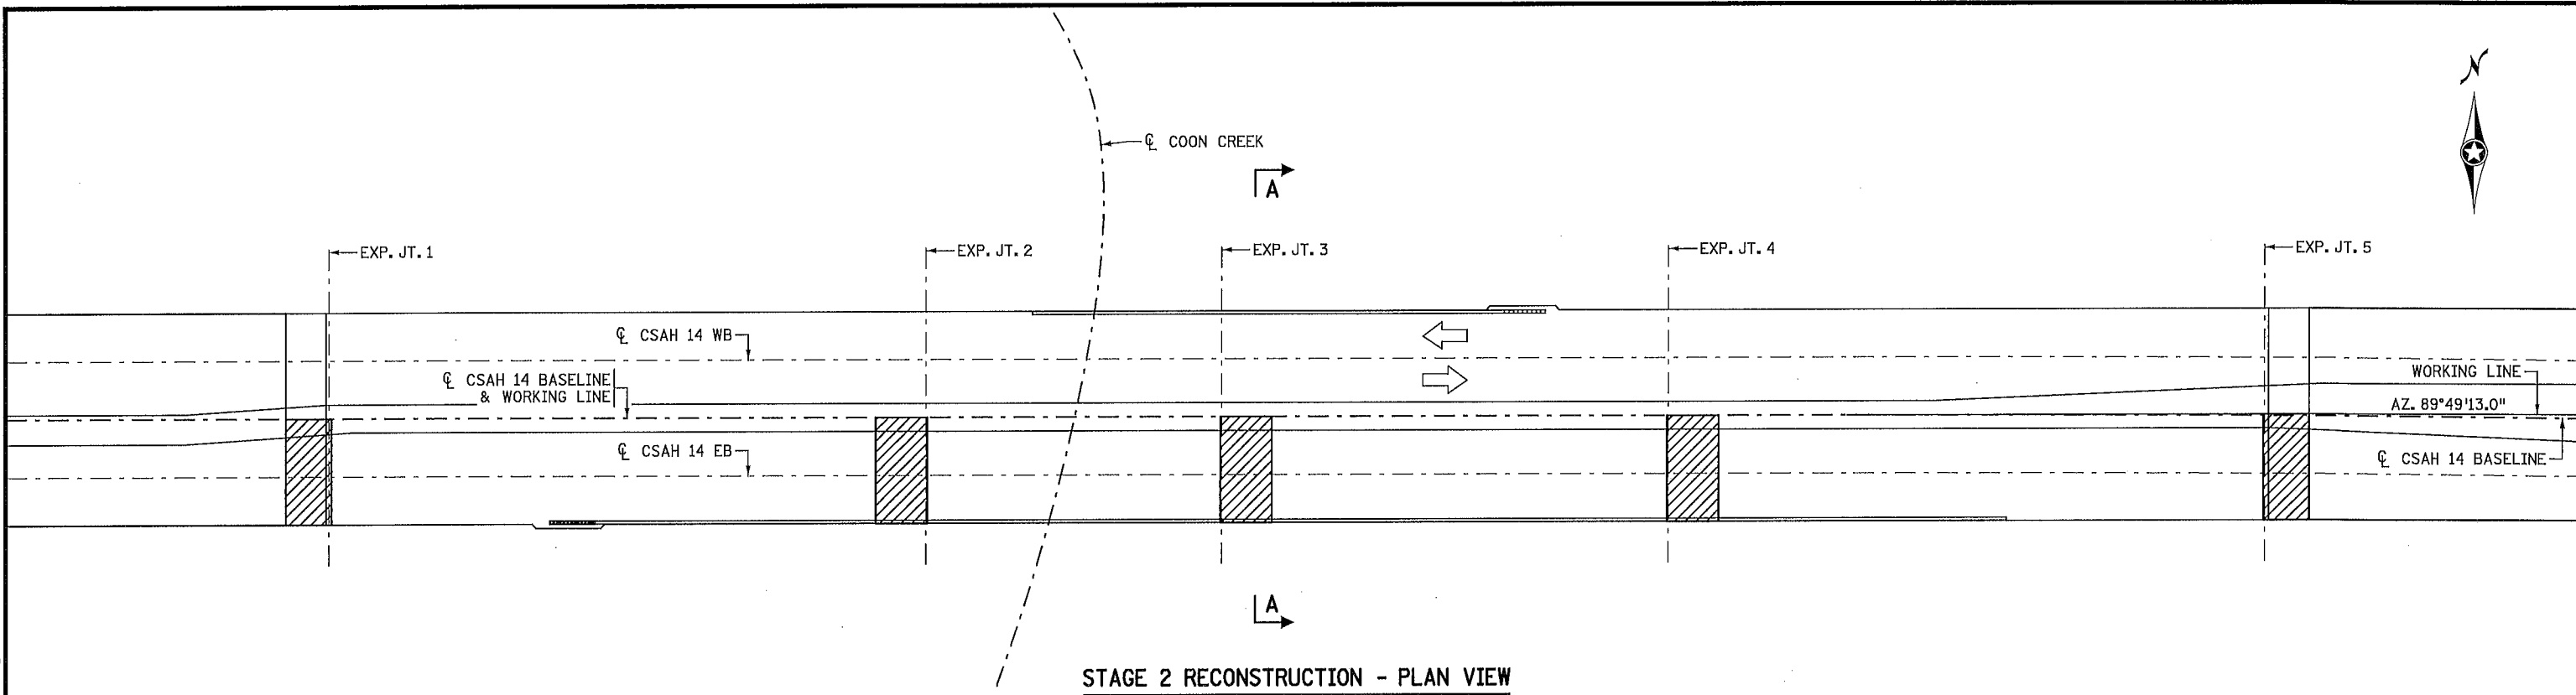 N
℄ COON CREEK
A
EXP. JT. 1
EXP. JT. 2
EXP. JT. 3
EXP. JT. 4
EXP. JT. 5
℄ CSAH 14 WB
℄ CSAH 14 BASELINE
& WORKING LINE
WORKING LINE
AZ. 89°49'13.0"
℄ CSAH 14 EB
℄ CSAH 14 BASELINE
A
STAGE 2 RECONSTRUCTION - PLAN VIEW